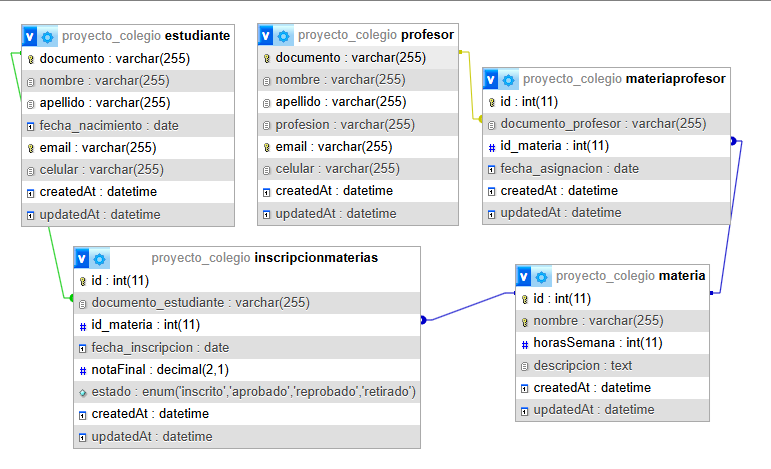 proyecto_colegio estudiante
documento : varchar(255)
nombre : varchar(255)
apellido : varchar(255)
fecha_nacimiento : date
email : varchar(255)
celular : varchar(255)
createdAt : datetime
updatedAt : datetime
proyecto_colegio profesor
documento : varchar(255)
nombre : varchar(255)
apellido : varchar(255)
profesion : varchar(255)
email : varchar(255)
celular : varchar(255)
createdAt : datetime
updatedAt : datetime
proyecto_colegio materiaprofesor
id : int(11)
documento_profesor : varchar(255)
# id_materia : int(11)
fecha_asignacion : date
createdAt : datetime
updatedAt : datetime
proyecto_colegio inscripcionmaterias
id : int(11)
documento_estudiante : varchar(255)
# id_materia : int(11)
fecha_inscripcion : date
# notaFinal : decimal(2,1)
estado : enum('inscrito','aprobado','reprobado','retirado')
createdAt : datetime
updatedAt : datetime
proyecto_colegio materia
id : int(11)
nombre : varchar(255)
# horasSemana : int(11)
descripcion : text
createdAt : datetime
updatedAt : datetime